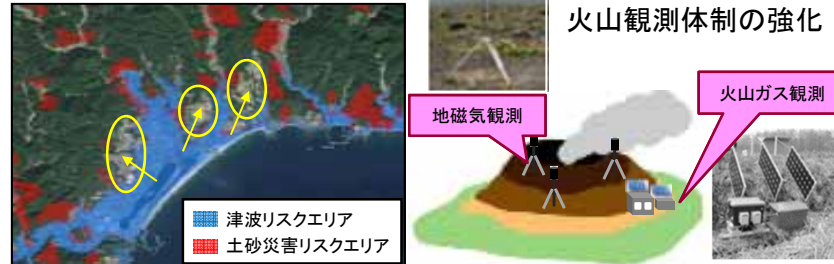 津波リスクエリア
土砂災害リスクエリア
火山観測体制の強化
地磁気観測
火山ガス観測